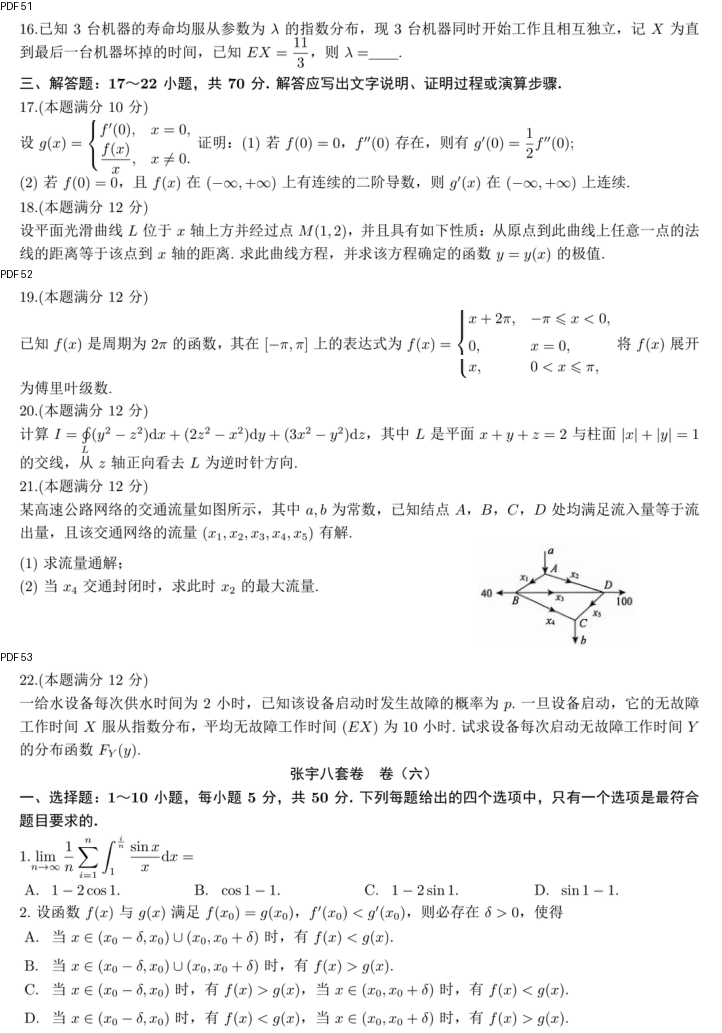 PDF 51
16.已知 3 台机器的寿命均服从参数为 λ 的指数分布，现 3 台机器同时开始工作且相互独立，记 X 为直
到最后一台机器坏掉的时间，已知 EX = 11/3，则 λ =____.
三、解答题：17～22 小题，共 70 分. 解答应写出文字说明、证明过程或演算步骤.
17.(本题满分 10 分)
设 g(x) = { f′(0), x = 0, f(x)/x, x ≠ 0. 证明：(1) 若 f(0) = 0，f″(0) 存在，则有 g′(0) = 1/2 f″(0);
(2) 若 f(0) = 0，且 f(x) 在 (−∞, +∞) 上有连续的二阶导数，则 g′(x) 在 (−∞, +∞) 上连续.
18.(本题满分 12 分)
设平面光滑曲线 L 位于 x 轴上方并经过点 M(1, 2)，并且具有如下性质：从原点到此曲线上任意一点的法
线的距离等于该点到 x 轴的距离. 求此曲线方程，并求该方程确定的函数 y = y(x) 的极值.
PDF 52
19.(本题满分 12 分)
已知 f(x) 是周期为 2π 的函数，其在 [−π, π] 上的表达式为 f(x) = { x + 2π, −π ⩽ x < 0, 0, x = 0, x, 0 < x ⩽ π, 将 f(x) 展开
为傅里叶级数.
20.(本题满分 12 分)
计算 I = ∮_L (y² − z²)dx + (2z² − x²)dy + (3x² − y²)dz，其中 L 是平面 x + y + z = 2 与柱面 |x| + |y| = 1
的交线，从 z 轴正向看去 L 为逆时针方向.
21.(本题满分 12 分)
某高速公路网络的交通流量如图所示，其中 a, b 为常数，已知结点 A，B，C，D 处均满足流入量等于流
出量，且该交通网络的流量 (x₁, x₂, x₃, x₄, x₅) 有解.
(1) 求流量通解；
(2) 当 x₄ 交通封闭时，求此时 x₂ 的最大流量.
a
A
x₁ x₂
D
40 B x₃ 100
x₄ C x₅
b
PDF 53
22.(本题满分 12 分)
一给水设备每次供水时间为 2 小时，已知该设备启动时发生故障的概率为 p. 一旦设备启动，它的无故障
工作时间 X 服从指数分布，平均无故障工作时间 (EX) 为 10 小时. 试求设备每次启动无故障工作时间 Y
的分布函数 F_Y(y).
张宇八套卷 卷（六）
一、选择题：1～10 小题，每小题 5 分，共 50 分. 下列每题给出的四个选项中，只有一个选项是最符合
题目要求的.
1. lim_{n→∞} 1/n ∑_{i=1}^{n} ∫_1^{i/n} sin x/x dx =
A. 1 − 2 cos 1. B. cos 1 − 1. C. 1 − 2 sin 1. D. sin 1 − 1.
2. 设函数 f(x) 与 g(x) 满足 f(x₀) = g(x₀)，f′(x₀) < g′(x₀)，则必存在 δ > 0，使得
A. 当 x ∈ (x₀ − δ, x₀) ∪ (x₀, x₀ + δ) 时，有 f(x) < g(x).
B. 当 x ∈ (x₀ − δ, x₀) ∪ (x₀, x₀ + δ) 时，有 f(x) > g(x).
C. 当 x ∈ (x₀ − δ, x₀) 时，有 f(x) > g(x)，当 x ∈ (x₀, x₀ + δ) 时，有 f(x) < g(x).
D. 当 x ∈ (x₀ − δ, x₀) 时，有 f(x) < g(x)，当 x ∈ (x₀, x₀ + δ) 时，有 f(x) > g(x).